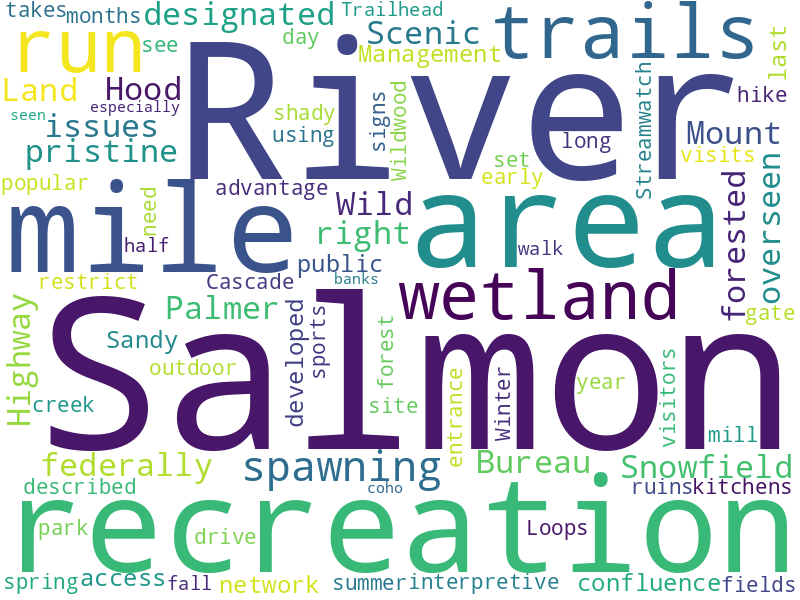 takes
months
designated
Trailhead
trails
run
see
day
Scenic
Management
last
Land
Hood
especially
River
seen
issues
shady
signs
Wildwood
using
long
Streamwatch
hike
Mount
pristine
set
visits
popular
early
need
advantage
mile
Wild
area
forested
overseen
half
right
walk
public
restrict
Cascade
banks
wetland
Highway
Palmer
developed
sports
gate
Sandy
forest
Salmon
outdoor
year
creek
site
entrance
Winter
visitors
mill
federally
spawning
Bureau
Snowfield
described
coho
ruins
kitchens
recreation
park
drive
Loops
spring
access
fall
network
summer
interpretive
confluence
fields